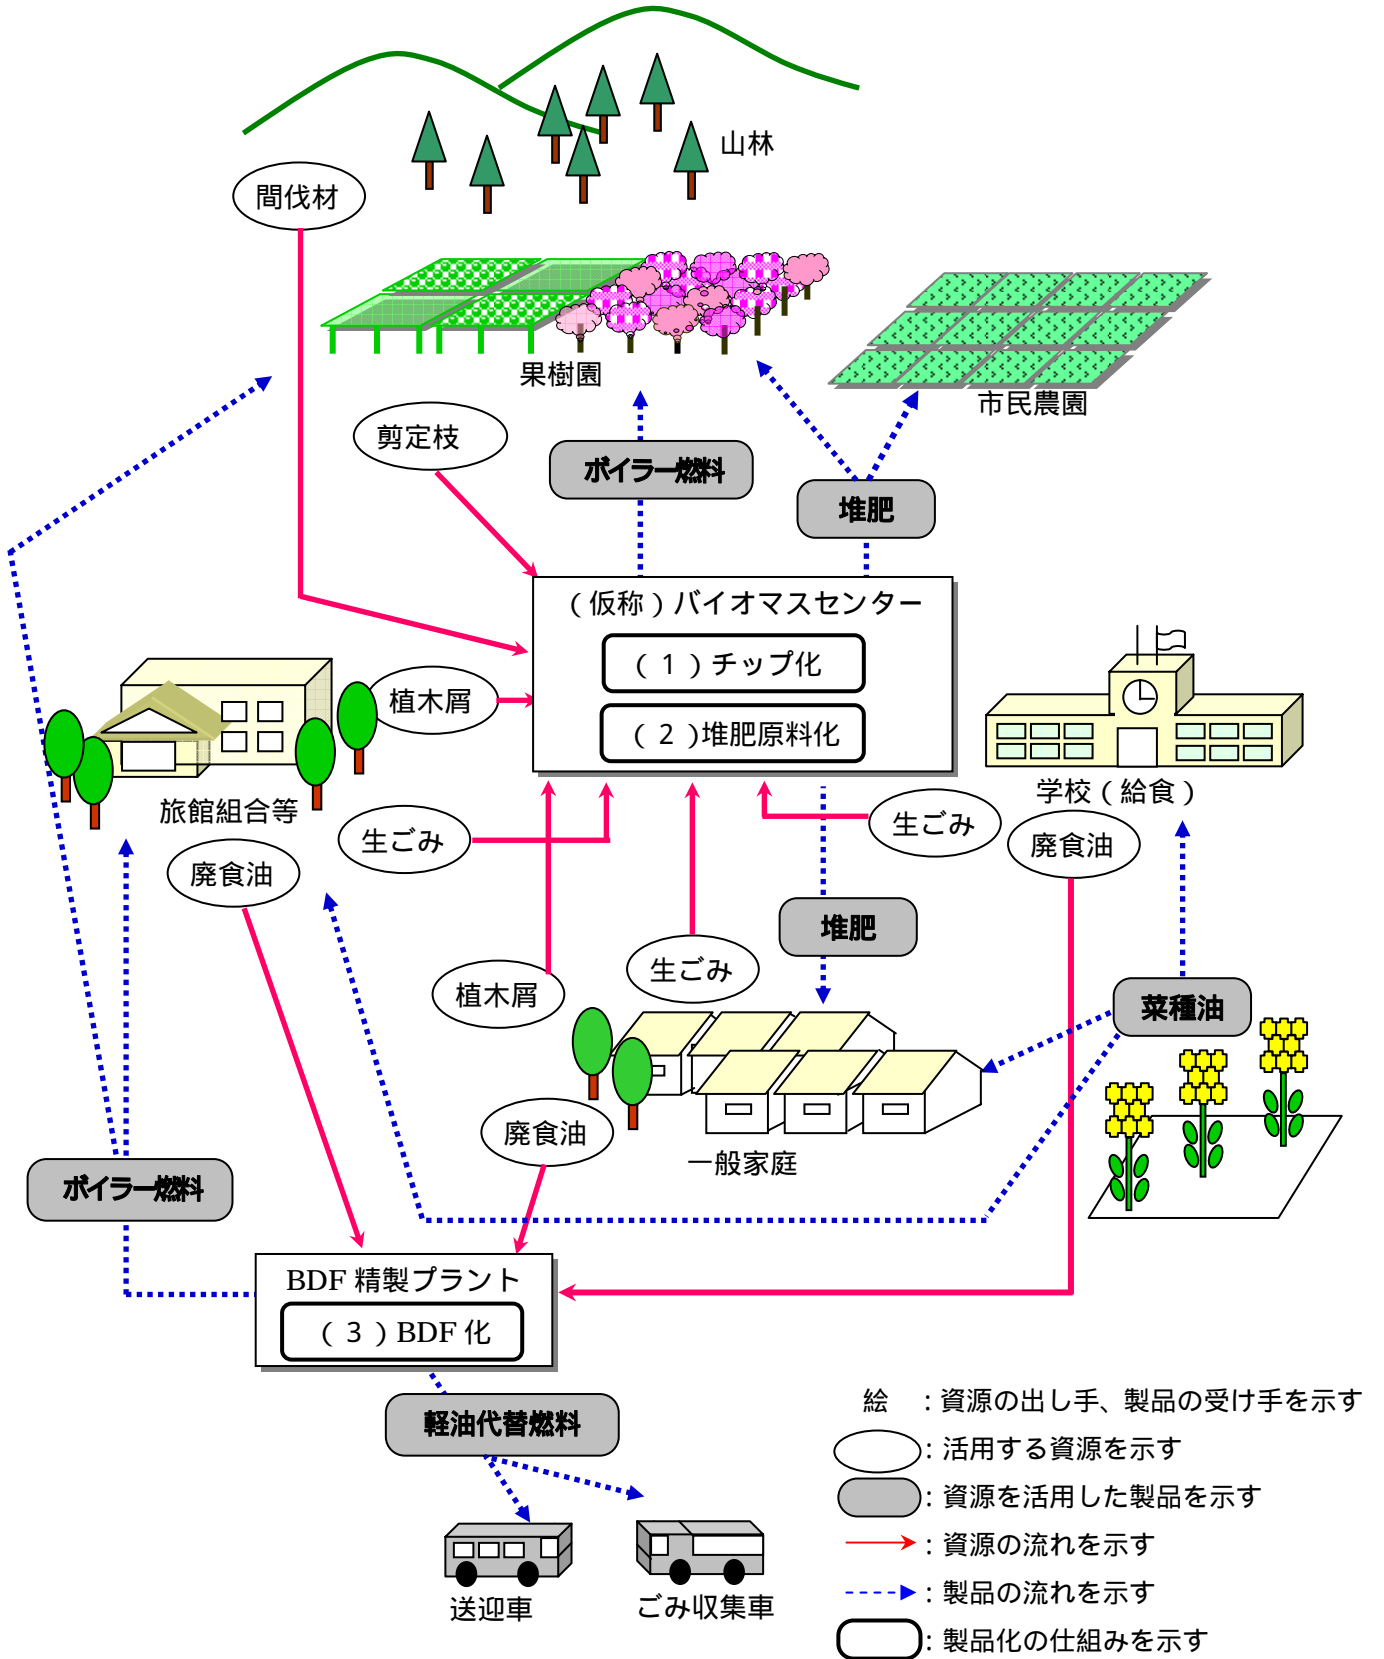 山林
間伐材
果樹園
市民農園
剪定枝
ボイラー燃料
堆肥
(仮称)バイオマスセンター
(1)チップ化
植木屑
(2)堆肥原料化
学校(給食)
旅館組合等
生ごみ
生ごみ
廃食油
廃食油
堆肥
生ごみ
植木屑
菜種油
廃食油
一般家庭
ボイラー燃料
BDF 精製プラント
(3)BDF 化
軽油代替燃料
送迎車
ごみ収集車
絵 :資源の出し手、製品の受け手を示す
:活用する資源を示す
:資源を活用した製品を示す
:資源の流れを示す
:製品の流れを示す
:製品化の仕組みを示す